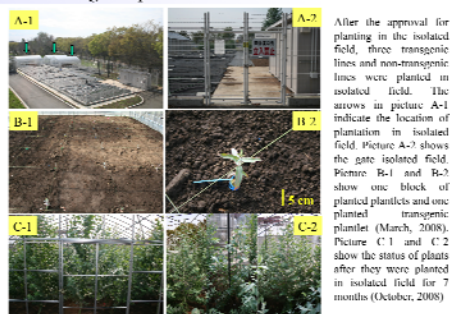 A-1
A-2
B-1
B-2
5 cm
C-1
C-2
After the approval for
planting in the isolated
field, three transgenic
lines and non-transgenic
lines were planted in
isolated field. The
arrows in picture A-1
indicate the location of
plantation in isolated
field. Picture A-2 shows
the gate isolated field.
Picture B-1 and B-2
show one block of
planted plantlets and one
planted transgenic
plantlet (March, 2008).
Picture C-1 and C-2
show the status of plants
after they were planted
in isolated field for 7
months (October, 2008)